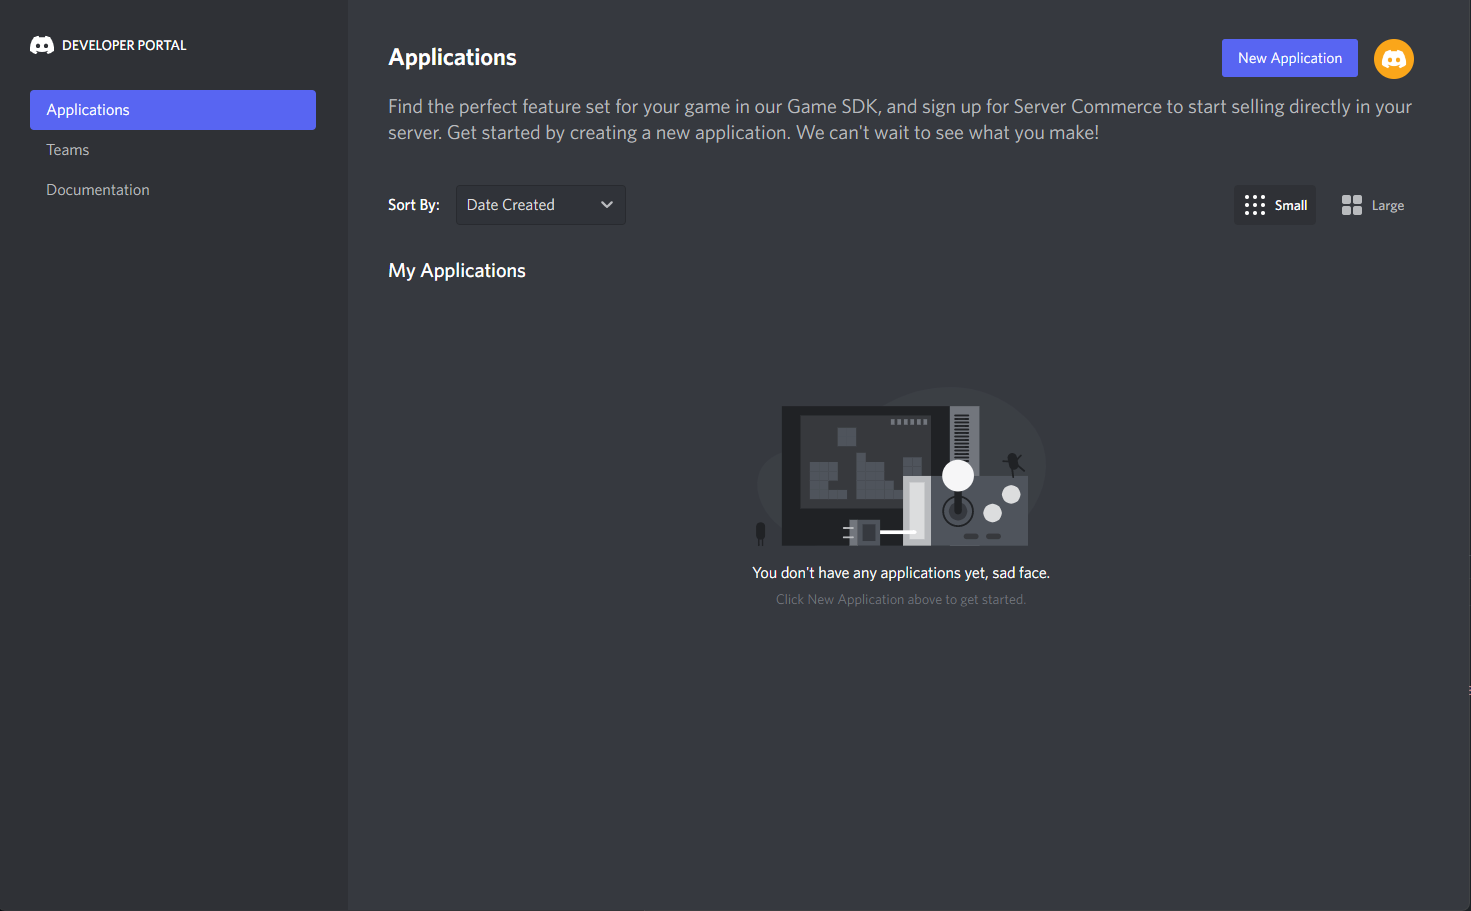 DEVELOPER PORTAL
Applications
Teams
Documentation
Applications
New Application
Find the perfect feature set for your game in our Game SDK, and sign up for Server Commerce to start selling directly in your
server. Get started by creating a new application. We can't wait to see what you make!
Sort By:
Date Created
Small
Large
My Applications
You don't have any applications yet, sad face.
Click New Application above to get started.